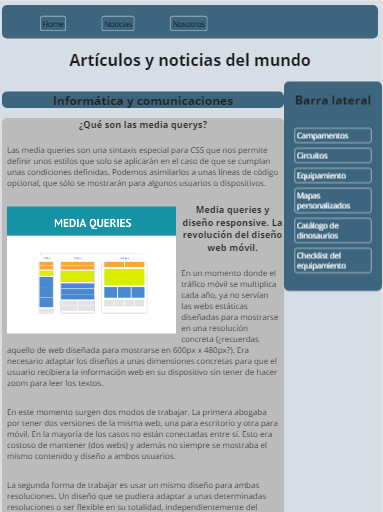 Home Noticias Nosotros
Artículos y noticias del mundo
Informática y comunicaciones
¿Qué son las media querys?
Las media queries son una sintaxis especial para CSS que nos permite
definir unos estilos que solo se aplicarán en el caso de que se cumplan
unas condiciones definidas. Podemos asimilarlos a unas líneas de código
opcional, que sólo se mostrarán para algunos usuarios o dispositivos.
MEDIA QUERIES
Media queries y
diseño responsive. La
revolución del diseño
web móvil.
En un momento donde el
tráfico móvil se multiplica
cada año, ya no servían
las webs estáticas
diseñadas para mostrarse
en una resolución
concreta (¿recuerdas
aquello de web diseñada para mostrarse en 600px x 480px?). Era
necesario adaptar los diseños a unas dimensiones concretas para que el
usuario recibiera la información web en su dispositivo sin tener de hacer
zoom para leer los textos.
En este momento surgen dos modos de trabajar. La primera abogaba
por tener dos versiones de la misma web, una para escritorio y otra para
móvil. En la mayoría de los casos no están conectadas entre sí. Esto era
costoso de mantener (dos webs) y además no siempre se mostraba el
mismo contenido y diseño a ambos usuarios.
La segunda forma de trabajar es usar un mismo diseño para ambas
resoluciones. Un diseño que se pudiera adaptar a unas determinadas
resoluciones o ser flexible en su totalidad, independientemente del
Barra lateral
Campamentos
Circuitos
Equipamiento
Mapas
personalizados
Catálogo de
dinosaurios
Checklist del
equipamiento